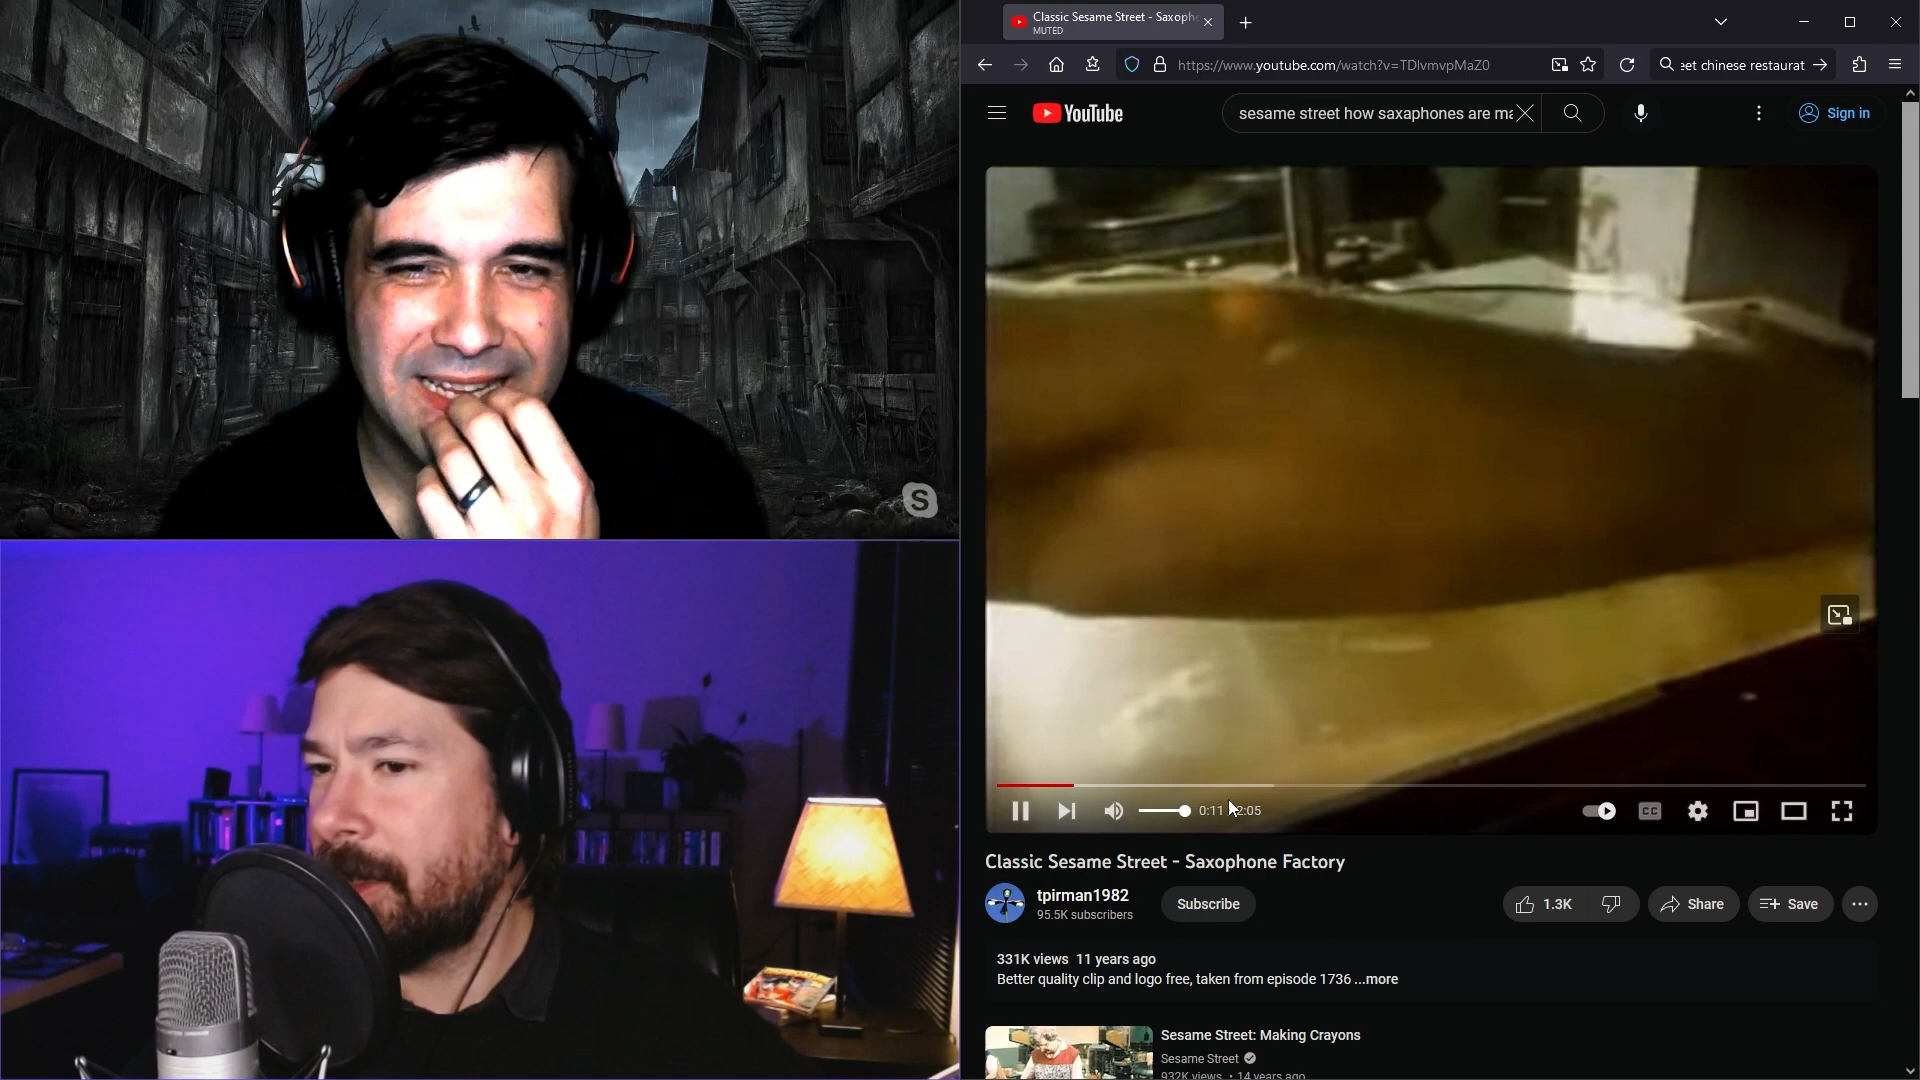 Classic Sesame Street - Saxoph
MUTED
https://www.youtube.com/watch?v=TDlvmvpMaZ0
eet chinese restaurat
YouTube
sesame street how saxaphones are ma
Sign in
0:11
2:05
CC
Classic Sesame Street - Saxophone Factory
tpirman1982
95.5K subscribers
Subscribe
1.3K
Share
Save
331K views 11 years ago
Better quality clip and logo free, taken from episode 1736 ...more
Sesame Street: Making Crayons
Sesame Street
932K views • 14 years ago
S